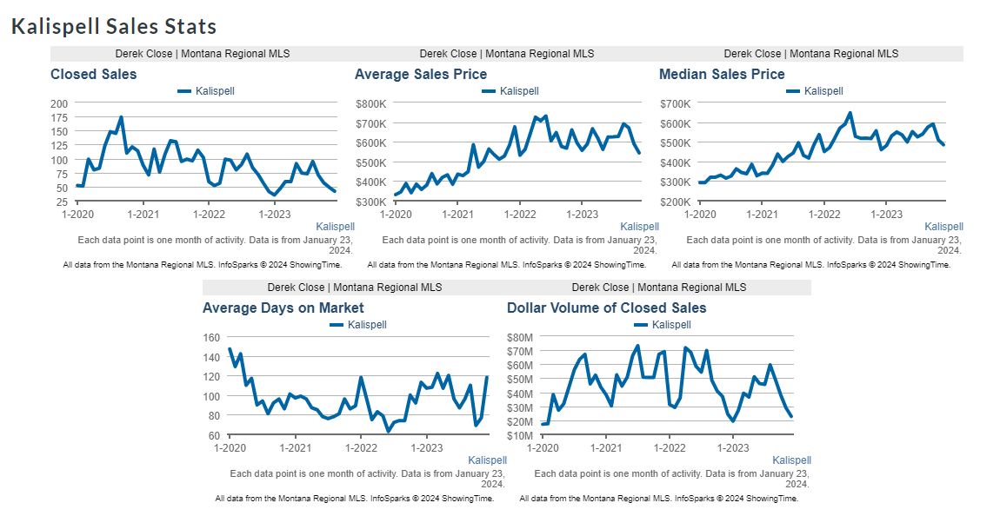 Kalispell Sales Stats
Derek Close | Montana Regional MLS
Closed Sales
Kalispell
200
175
150
125
100
75
50
25
1-2020
1-2021
1-2022
1-2023
Kalispell
Each data point is one month of activity. Data is from January 23,
2024.
All data from the Montana Regional MLS. InfoSparks © 2024 ShowingTime.
Derek Close | Montana Regional MLS
Average Sales Price
Kalispell
$800K
$700K
$600K
$500K
$400K
$300K
1-2020
1-2021
1-2022
1-2023
Kalispell
Each data point is one month of activity. Data is from January 23,
2024.
All data from the Montana Regional MLS. InfoSparks © 2024 ShowingTime.
Derek Close | Montana Regional MLS
Median Sales Price
Kalispell
$700K
$600K
$500K
$400K
$300K
$200K
1-2020
1-2021
1-2022
1-2023
Kalispell
Each data point is one month of activity. Data is from January 23,
2024.
All data from the Montana Regional MLS. InfoSparks © 2024 ShowingTime.
Derek Close | Montana Regional MLS
Average Days on Market
Kalispell
160
140
120
100
80
60
1-2020
1-2021
1-2022
1-2023
Kalispell
Each data point is one month of activity. Data is from January 23,
2024.
All data from the Montana Regional MLS. InfoSparks © 2024 ShowingTime.
Derek Close | Montana Regional MLS
Dollar Volume of Closed Sales
Kalispell
$80M
$70M
$60M
$50M
$40M
$30M
$20M
$10M
1-2020
1-2021
1-2022
1-2023
Kalispell
Each data point is one month of activity. Data is from January 23,
2024.
All data from the Montana Regional MLS. InfoSparks © 2024 ShowingTime.